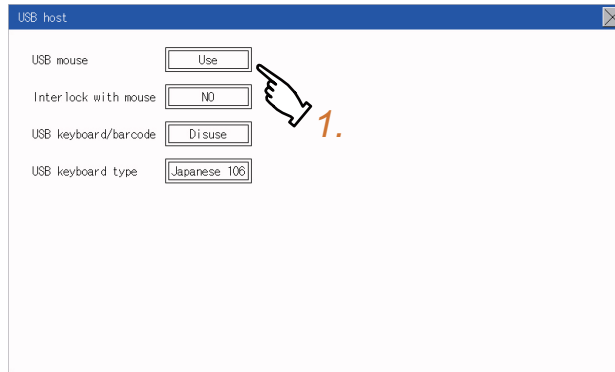 USB host
USB mouse Use
Interlock with mouse NO
USB keyboard/barcode Disuse
USB keyboard type Japanese 106
1.